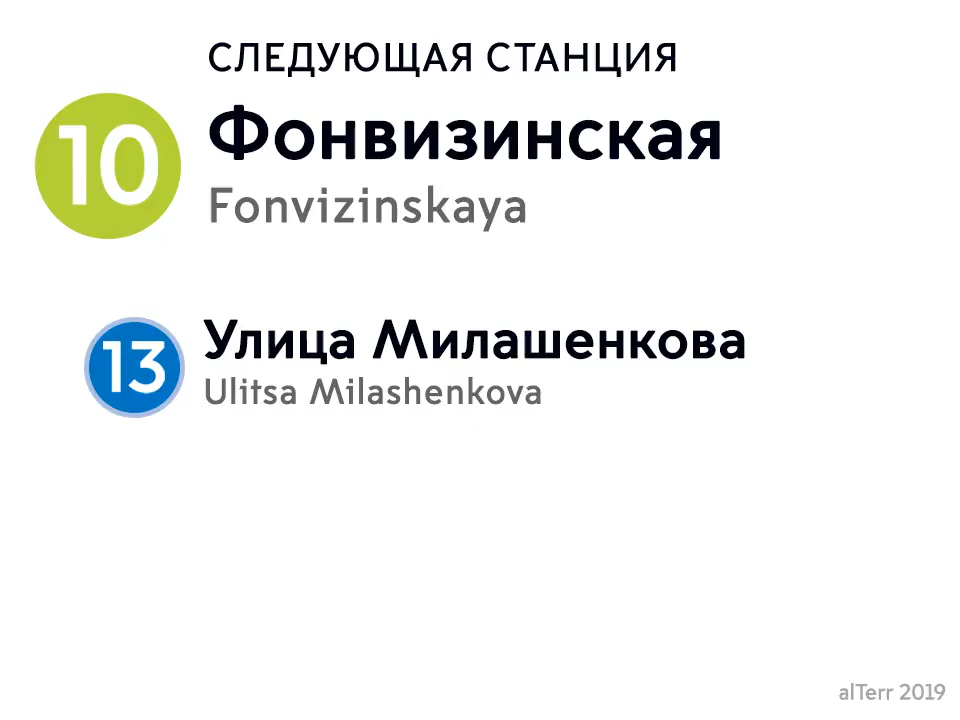 СЛЕДУЮЩАЯ СТАНЦИЯ
10
Фонвизинская
Fonvizinskaya
13
Улица Милашенкова
Ulitsa Milashenkova
alTerr 2019